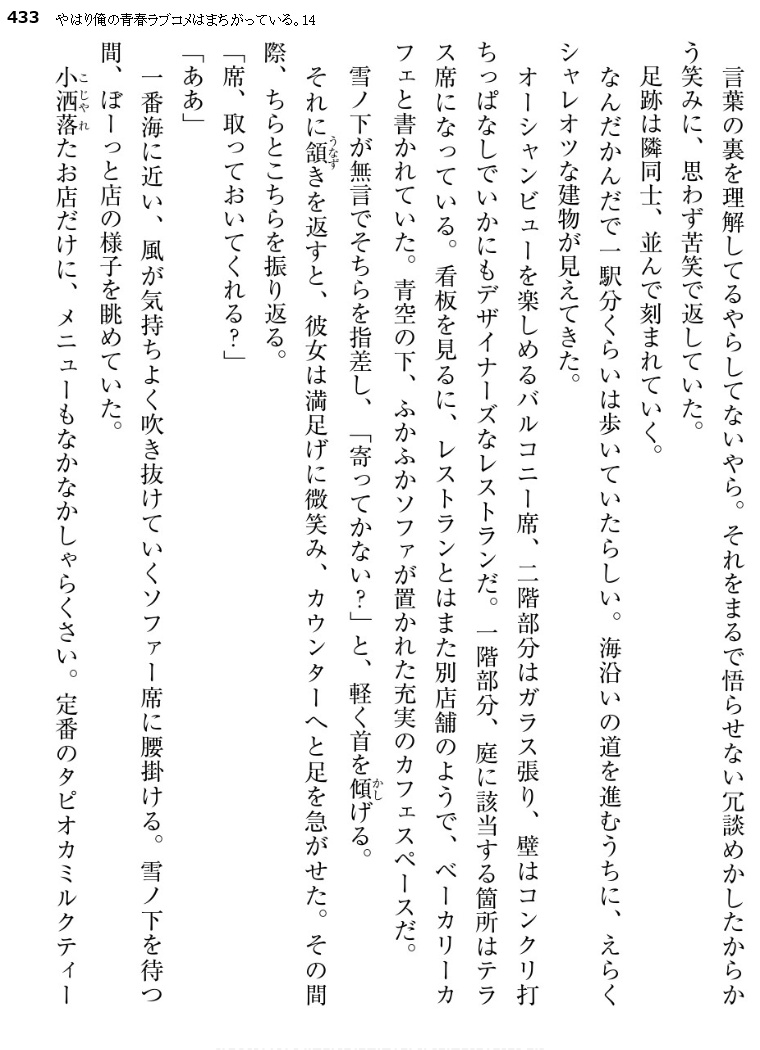 433 やはり俺の青春ラブコメはまちがっている。14
言葉の裏を理解してるやらしてないやら。それをまるで悟らせない冗談めかしたからか
う笑みに、思わず苦笑で返していた。
足跡は隣同士、並んで刻まれていく。
なんだかんだで一駅分くらいは歩いていたらしい。海沿いの道を進むうちに、えらく
シャレオツな建物が見えてきた。
オーシャンビューを楽しめるバルコニー席、二階部分はガラス張り、壁はコンクリ打
ちっぱなしでいかにもデザイナーズなレストランだ。一階部分、庭に該当する箇所はテラ
ス席になっている。看板を見るに、レストランとはまた別店舗のようで、ベーカリーカ
フェと書かれていた。青空の下、ふかふかソファが置かれた充実のカフェスペースだ。
雪ノ下が無言でそちらを指差し、「寄ってかない?」と、軽く首を傾かしげる。
それに頷うなずきを返すと、彼女は満足げに微笑み、カウンターへと足を急がせた。その間
際、ちらとこちらを振り返る。
「席、取っておいてくれる?」
「ああ」
一番海に近い、風が気持ちよく吹き抜けていくソファー席に腰掛ける。雪ノ下を待つ
間、ぼーっと店の様子を眺めていた。
小洒落こじゃれたお店だけに、メニューもなかなかしゃらくさい。定番のタピオカミルクティー